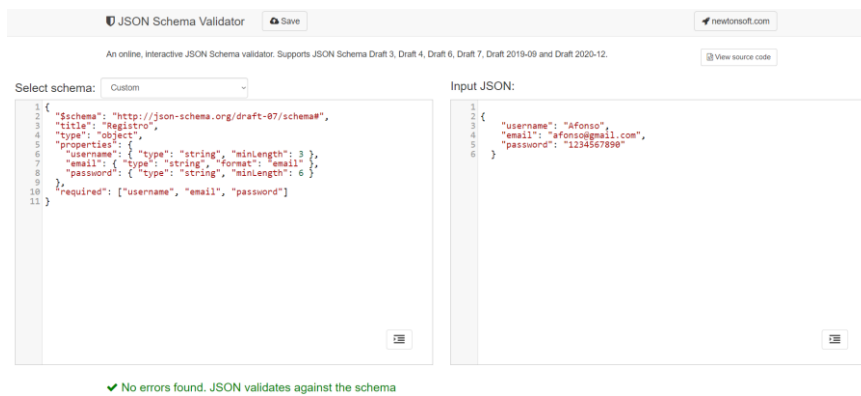 JSON Schema Validator
Save
newtonsoft.com
An online, interactive JSON Schema validator. Supports JSON Schema Draft 3, Draft 4, Draft 6, Draft 7, Draft 2019-09 and Draft 2020-12.
View source code
Select schema:
Custom
1 {
2 "$schema": "http://json-schema.org/draft-07/schema#",
3 "title": "Registro",
4 "type": "object",
5 "properties": {
6 "username": { "type": "string", "minLength": 3 },
7 "email": { "type": "string", "format": "email" },
8 "password": { "type": "string", "minLength": 6 }
9 },
10 "required": ["username", "email", "password"]
11 }
Input JSON:
1
2 {
3 "username": "Afonso",
4 "email": "afonso@gmail.com",
5 "password": "1234567890"
6 }
No errors found. JSON validates against the schema